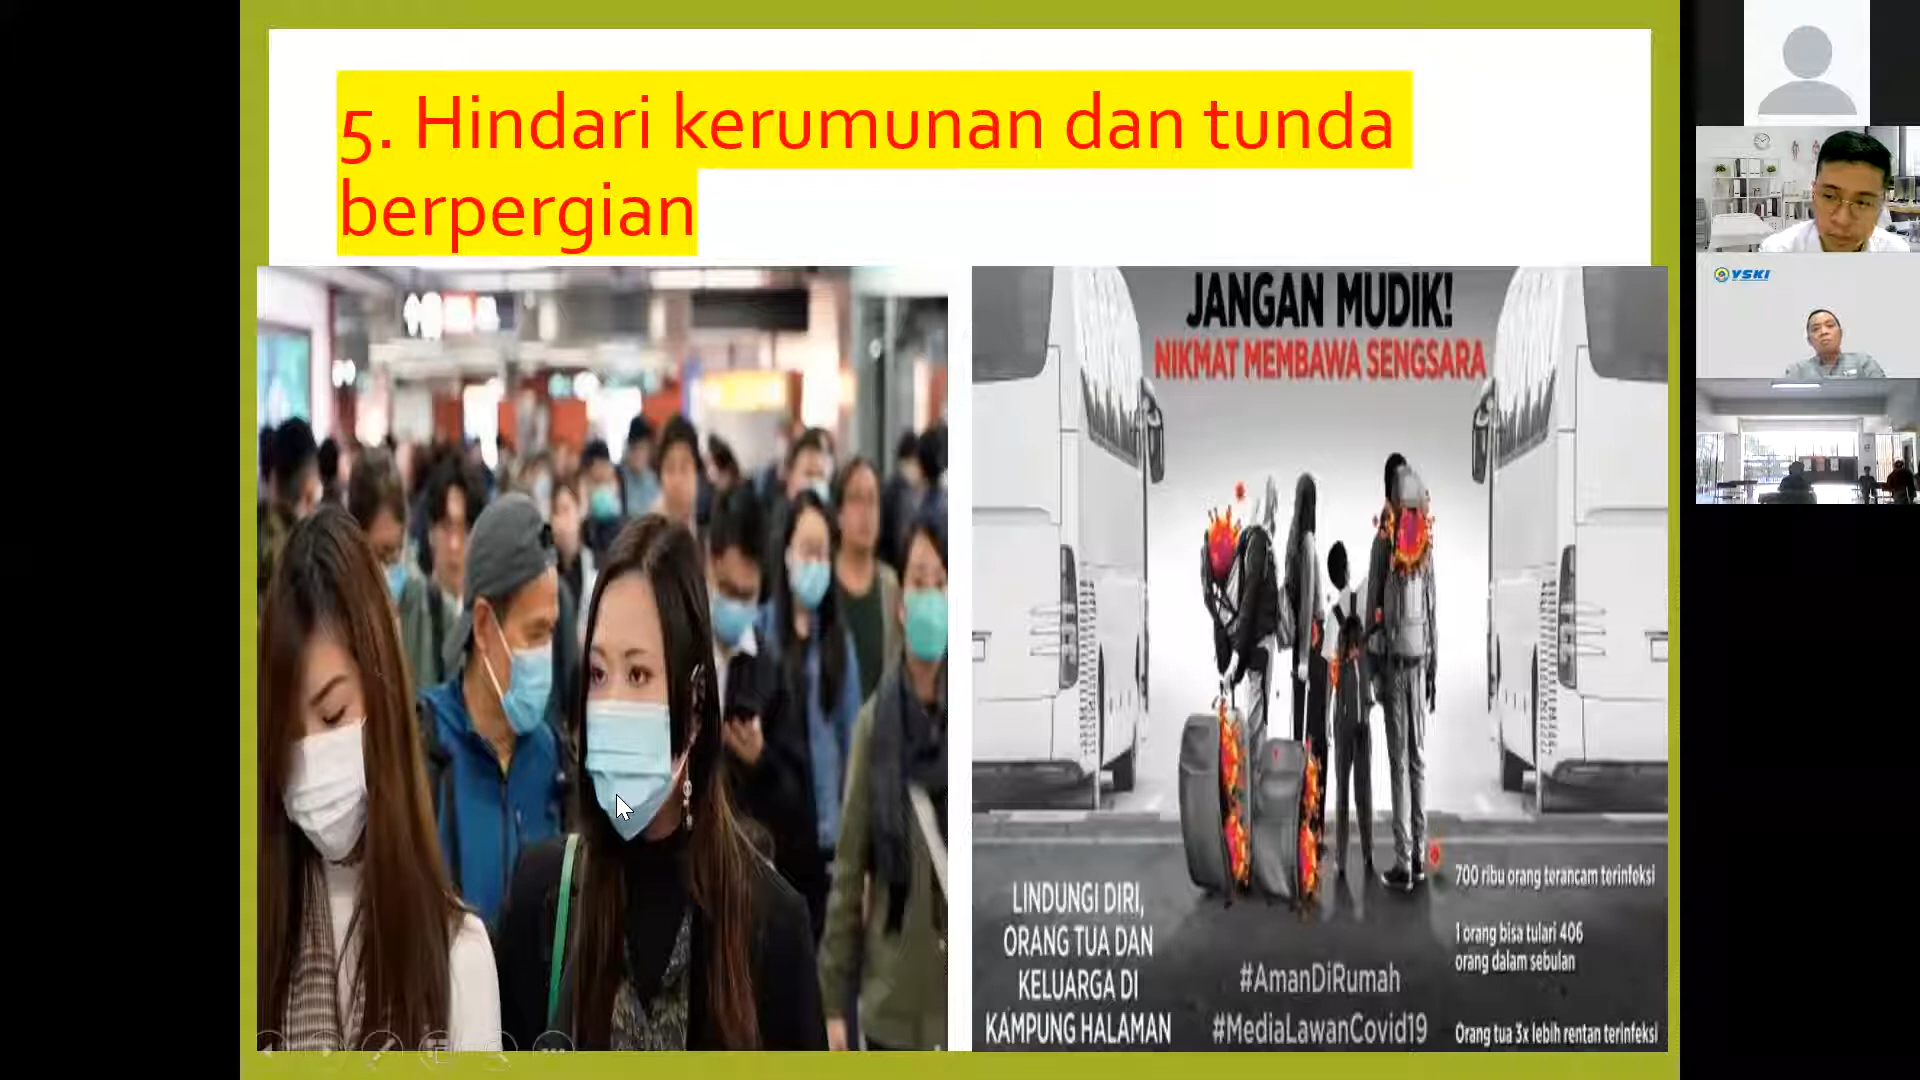 5. Hindari kerumunan dan tunda
berpergian
JANGAN MUDIK!
NIKMAT MEMBAWA SENGSARA
LINDUNGI DIRI,
ORANG TUA DAN
KELUARGA DI
KAMPUNG HALAMAN
#AmanDiRumah
#MediaLawanCovid19
700 ribu orang terancam terinfeksi
1 orang bisa tulari 406
orang dalam sebulan
Orang tua 3x lebih rentan terinfeksi
YSKI